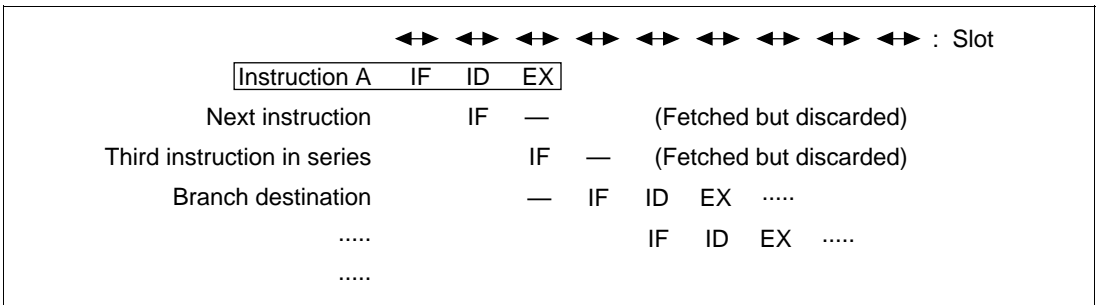 : Slot
Instruction A IF ID EX
Next instruction IF — (Fetched but discarded)
Third instruction in series IF — (Fetched but discarded)
Branch destination — IF ID EX .....
..... IF ID EX .....
.....